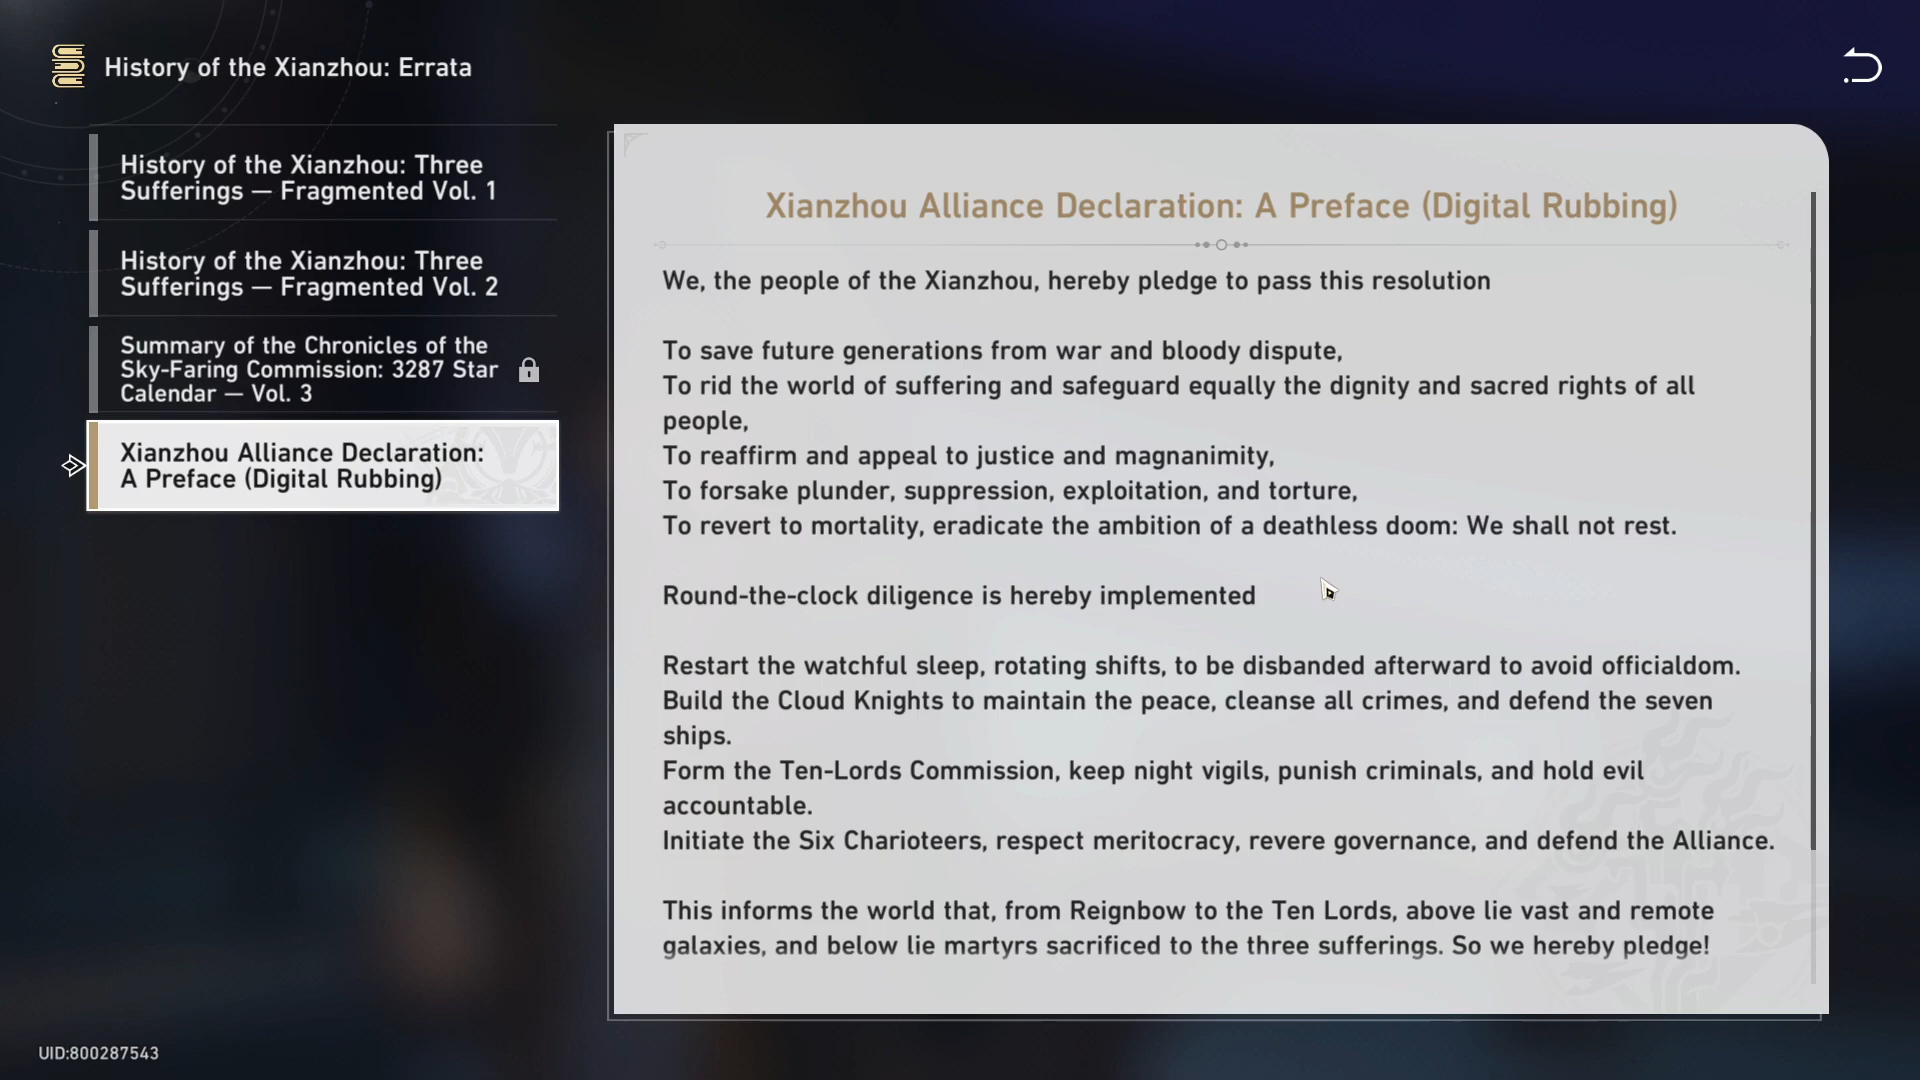 History of the Xianzhou: Errata
History of the Xianzhou: Three
Sufferings — Fragmented Vol. 1
History of the Xianzhou: Three
Sufferings — Fragmented Vol. 2
Summary of the Chronicles of the
Sky-Faring Commission: 3287 Star
Calendar — Vol. 3
Xianzhou Alliance Declaration:
A Preface (Digital Rubbing)
Xianzhou Alliance Declaration: A Preface (Digital Rubbing)
We, the people of the Xianzhou, hereby pledge to pass this resolution
To save future generations from war and bloody dispute,
To rid the world of suffering and safeguard equally the dignity and sacred rights of all
people,
To reaffirm and appeal to justice and magnanimity,
To forsake plunder, suppression, exploitation, and torture,
To revert to mortality, eradicate the ambition of a deathless doom: We shall not rest.
Round-the-clock diligence is hereby implemented
Restart the watchful sleep, rotating shifts, to be disbanded afterward to avoid officialdom.
Build the Cloud Knights to maintain the peace, cleanse all crimes, and defend the seven
ships.
Form the Ten-Lords Commission, keep night vigils, punish criminals, and hold evil
accountable.
Initiate the Six Charioteers, respect meritocracy, revere governance, and defend the Alliance.
This informs the world that, from Reignbow to the Ten Lords, above lie vast and remote
galaxies, and below lie martyrs sacrificed to the three sufferings. So we hereby pledge!
UID:800287543